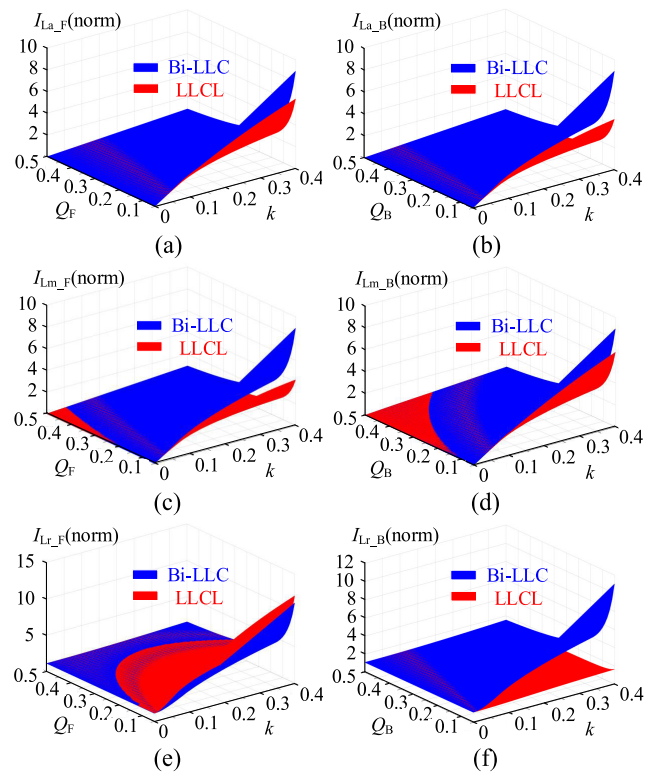 I_La_F(norm)
10
8
6
4
2
0.5
0.4
0.3
0.2
0.1
Q_F
0
0.1
0.2
0.3
0.4
k
Bi-LLC
LLCL
(a)
I_La_B(norm)
10
8
6
4
2
0.5
0.4
0.3
0.2
0.1
Q_B
0
0.1
0.2
0.3
0.4
k
Bi-LLC
LLCL
(b)
I_Lm_F(norm)
10
8
6
4
2
0.5
0.4
0.3
0.2
0.1
Q_F
0
0.1
0.2
0.3
0.4
k
Bi-LLC
LLCL
(c)
I_Lm_B(norm)
10
8
6
4
2
0.5
0.4
0.3
0.2
0.1
Q_B
0
0.1
0.2
0.3
0.4
k
Bi-LLC
LLCL
(d)
I_Lr_F(norm)
15
10
5
0.5
0.4
0.3
0.2
0.1
Q_F
0
0.1
0.2
0.3
0.4
k
Bi-LLC
LLCL
(e)
I_Lr_B(norm)
12
10
8
6
4
2
0.5
0.4
0.3
0.2
0.1
Q_B
0
0.1
0.2
0.3
0.4
k
Bi-LLC
LLCL
(f)